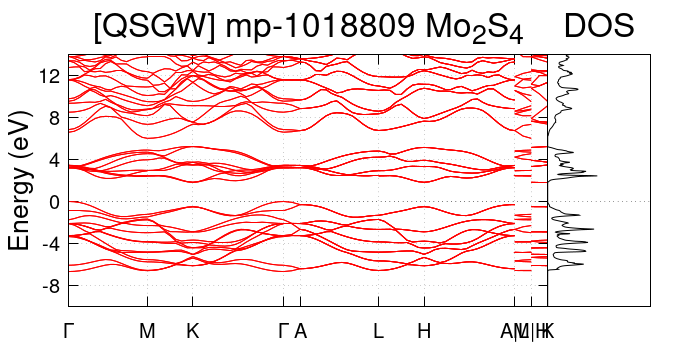 [QSGW] mp-1018809 Mo₂S₄ DOS
Energy (eV)
12
8
4
0
-4
-8
Γ M K Γ A L H A